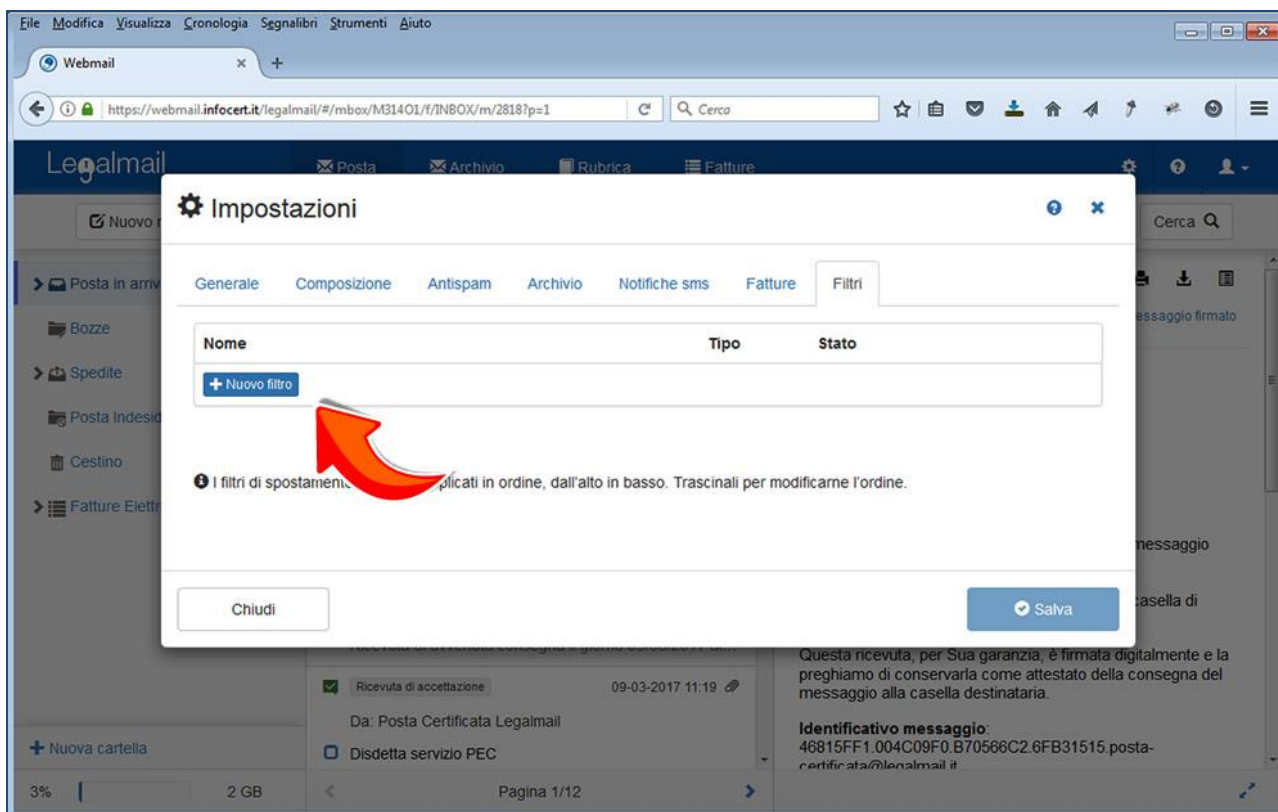 File Modifica Visualizza Cronologia Segnalibri Strumenti Aiuto
Webmail
https://webmail.infocert.it/legalmail/#/mbox/M314O1/f/INBOX/m/2818?p=1
Cerca
Legalmail Posta Archivio Rubrica Fatture
Nuovo
Cerca
Impostazioni
Generale Composizione Antispam Archivio Notifiche sms Fatture Filtri
Nome Tipo Stato
+ Nuovo filtro
I filtri di spostamento in ordine, dall'alto in basso. Trascinali per modificarne l'ordine.
Chiudi
Salva
Posta in arriv
Bozze
Spedite
Posta Indesid
Cestino
Fatture Elettr
+ Nuova cartella
3% 2 GB
Ricevuta di accettazione 09-03-2017 11:19
Da: Posta Certificata Legalmail
Disdetta servizio PEC
Pagina 1/12
essaggio firmato
messaggio
casella di
Questa ricevuta, per Sua garanzia, è firmata digitalmente e la
preghiamo di conservarla come attestato della consegna del
messaggio alla casella destinataria.
Identificativo messaggio:
46815FF1.004C09F0.B70566C2.6FB31515.posta-
certificata@legalmail.it